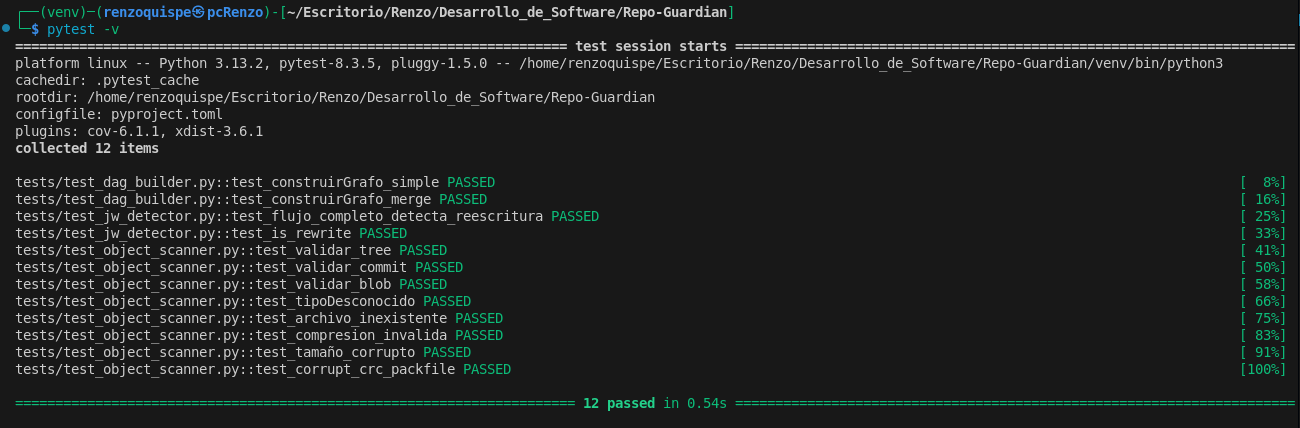 ┌──(venv)─(renzoquispe㉿pcRenzo)-[~/Escritorio/Renzo/Desarrollo_de_Software/Repo-Guardian]
└─$ pytest -v
===================================================================== test session starts ======================================================================
platform linux -- Python 3.13.2, pytest-8.3.5, pluggy-1.5.0 -- /home/renzoquispe/Escritorio/Renzo/Desarrollo_de_Software/Repo-Guardian/venv/bin/python3
cachedir: .pytest_cache
rootdir: /home/renzoquispe/Escritorio/Renzo/Desarrollo_de_Software/Repo-Guardian
configfile: pyproject.toml
plugins: cov-6.1.1, xdist-3.6.1
collected 12 items
tests/test_dag_builder.py::test_construirGrafo_simple PASSED [  8%]
tests/test_dag_builder.py::test_construirGrafo_merge PASSED [ 16%]
tests/test_jw_detector.py::test_flujo_completo_detecta_reescritura PASSED [ 25%]
tests/test_jw_detector.py::test_is_rewrite PASSED [ 33%]
tests/test_object_scanner.py::test_validar_tree PASSED [ 41%]
tests/test_object_scanner.py::test_validar_commit PASSED [ 50%]
tests/test_object_scanner.py::test_validar_blob PASSED [ 58%]
tests/test_object_scanner.py::test_tipoDesconocido PASSED [ 66%]
tests/test_object_scanner.py::test_archivo_inexistente PASSED [ 75%]
tests/test_object_scanner.py::test_compresion_invalida PASSED [ 83%]
tests/test_object_scanner.py::test_tamaño_corrupto PASSED [ 91%]
tests/test_object_scanner.py::test_corrupt_crc_packfile PASSED [100%]
====================================================================== 12 passed in 0.54s ======================================================================